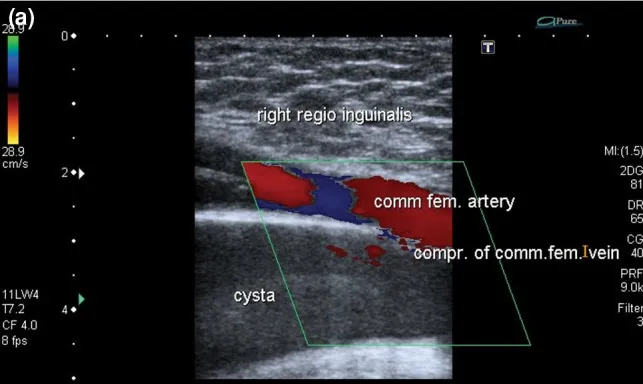 (a)
aPure
28.9
0
T
right regio inguinalis
28.9
cm/s
MI:(1.5)
2
2DG
81
DR
65
comm fem. artery
CG
40
compr. of comm.fem. vein
PRF
9.0k
cysta
11LW4
T7.2
CF 4.0
8 fps
4
Filter
3